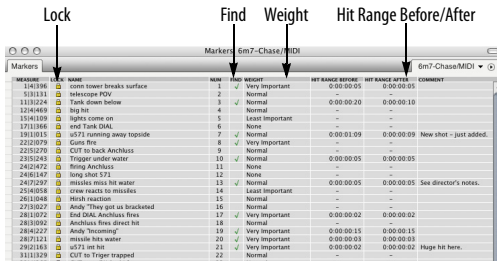 Lock Find Weight Hit Range Before/After
Markers: 6m7-Chase/MIDI
Markers 6m7-Chase/MIDI
MEASURE LOCK NAME NUM FIND WEIGHT HIT RANGE BEFORE HIT RANGE AFTER COMMENT
1|4|396 conn tower breaks surface 1 √ Very Important 0:00:00:05 0:00:00:05
5|3|131 telescope POV 2 Normal – –
11|3|224 Tank down below 3 √ Normal 0:00:00:20 0:00:00:10
12|4|469 big hit 4 Normal – –
15|4|109 lights come on 5 Least Important – –
17|1|366 end Tank DIAL 6 None – –
19|1|015 u571 running away topside 7 √ Normal 0:00:01:09 0:00:09:09 New shot – just added.
22|2|079 Guns fire 8 √ Very Important – –
22|5|270 CUT to back Anchluss 9 Normal – –
23|5|243 Trigger under water 10 √ Normal 0:00:00:05 –
24|2|472 firing Anchluss 11 None – –
24|6|147 long shot 571 12 None – –
24|7|297 missles miss hit water 13 √ Normal 0:00:00:05 0:00:00:05 See director's notes.
25|4|058 crew reacts to missiles 14 Least Important – –
26|1|048 Hirsh reaction 15 Normal – –
27|3|027 Andy "They got us bracketed 16 Normal – –
28|1|072 End DIAL Anchluss fires 17 √ Very Important 0:00:00:02 0:00:00:02
28|3|092 Anchluss fires direct hit 18 Normal – –
28|4|227 Andy "Incoming" 19 √ Very Important 0:00:00:15 0:00:00:15
28|7|121 missile hits water 20 √ Very Important 0:00:00:03 0:00:00:03
29|2|163 u571 int hit 21 √ Very Important 0:00:00:02 0:00:00:02 Huge hit here.
31|1|329 CUT to Triger trapped 22 Normal – –